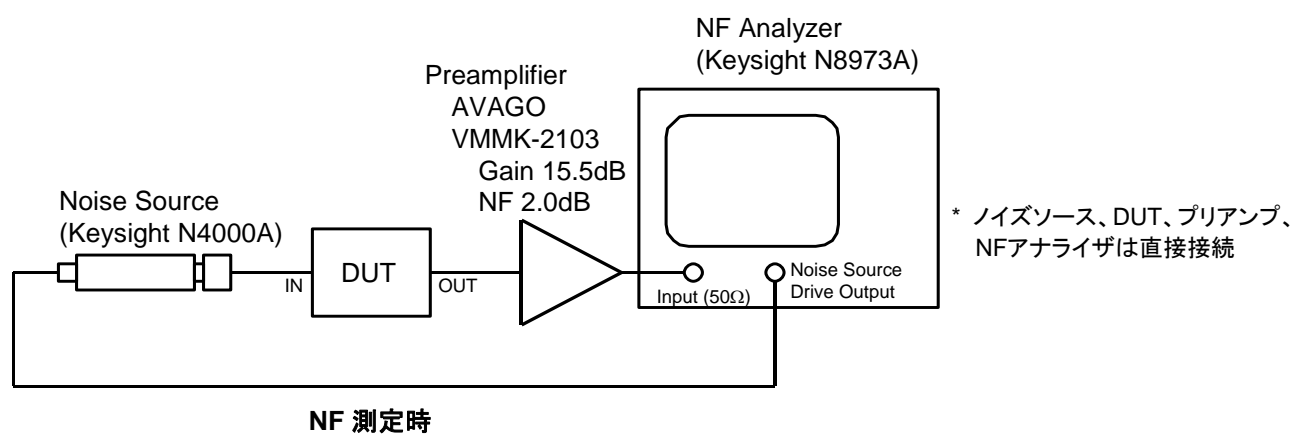 NF Analyzer
(Keysight N8973A)
Preamplifier
AVAGO
VMMK-2103
Gain 15.5dB
NF 2.0dB
Noise Source
(Keysight N4000A)
IN
DUT
OUT
Input (50Ω)
Noise Source
Drive Output
* ノイズソース、DUT、プリアンプ、
NFアナライザは直接接続
NF 測定時